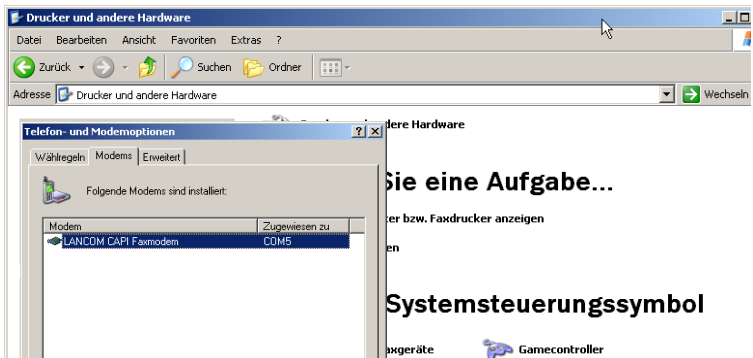 Drucker und andere Hardware
Datei Bearbeiten Ansicht Favoriten Extras ?
Zurück Suchen Ordner
Adresse Drucker und andere Hardware Wechseln
dere Hardware
Telefon- und Modemoptionen
Wählregeln Modems Erweitert
Folgende Modems sind installiert:
Sie eine Aufgabe...
er bzw. Faxdrucker anzeigen
Modem Zugewiesen zu
LANCOM CAPI Faxmodem COM5
en
Systemsteuerungssymbol
axgeräte Gamecontroller